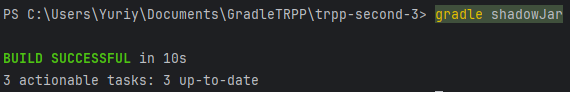 PS C:\Users\Yuriy\Documents\GradleTRPP\trpp-second-3> gradle shadowJar
BUILD SUCCESSFUL in 10s
3 actionable tasks: 3 up-to-date